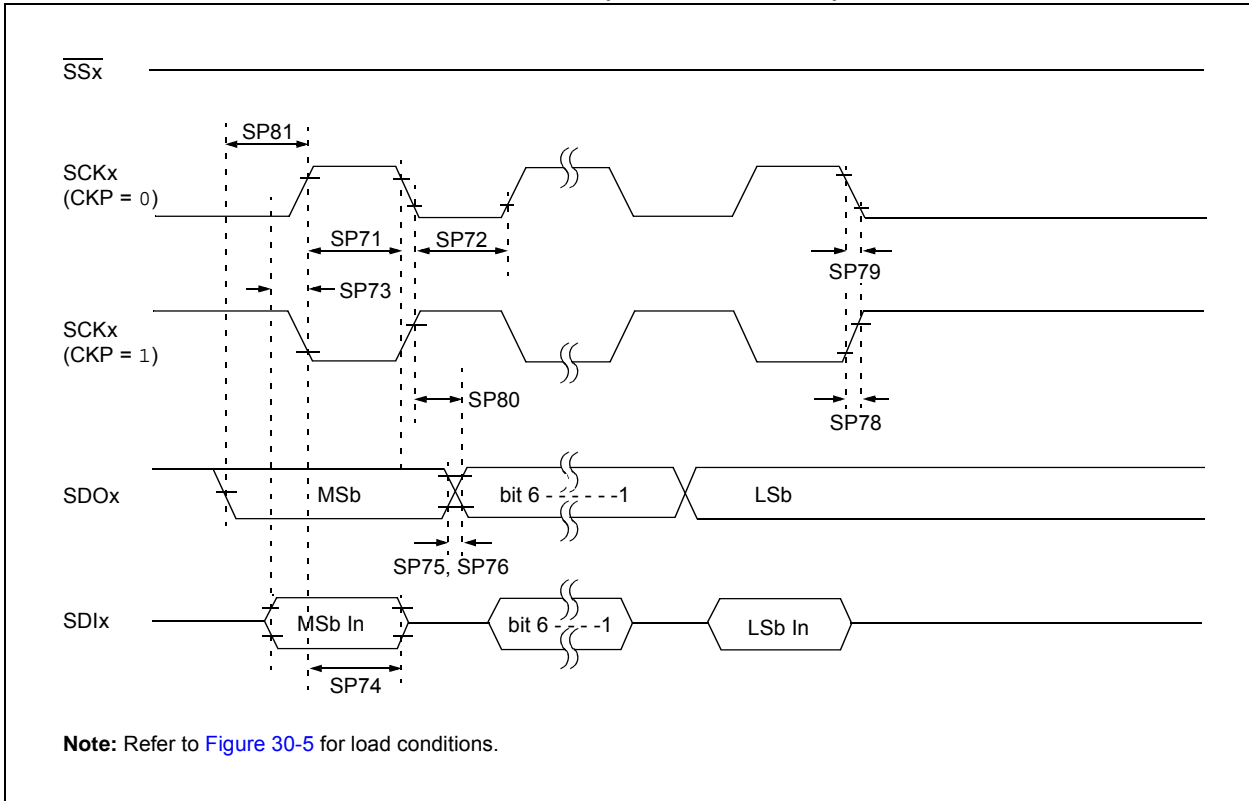 SSx
SP81
SCKx
(CKP = 0)
SP71
SP72
SP79
SP73
SCKx
(CKP = 1)
SP80
SP78
SDOx
MSb
bit 6 - - - - - -1
LSb
SP75, SP76
SDIx
MSb In
bit 6 - - - -1
LSb In
SP74
Note: Refer to Figure 30-5 for load conditions.